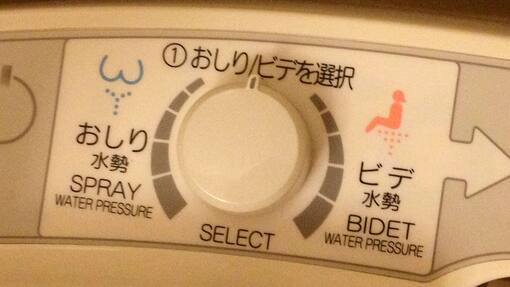 ①おしり/ビデを選択
おしり
水勢
SPRAY
WATER PRESSURE
SELECT
ビデ
水勢
BIDET
WATER PRESSURE